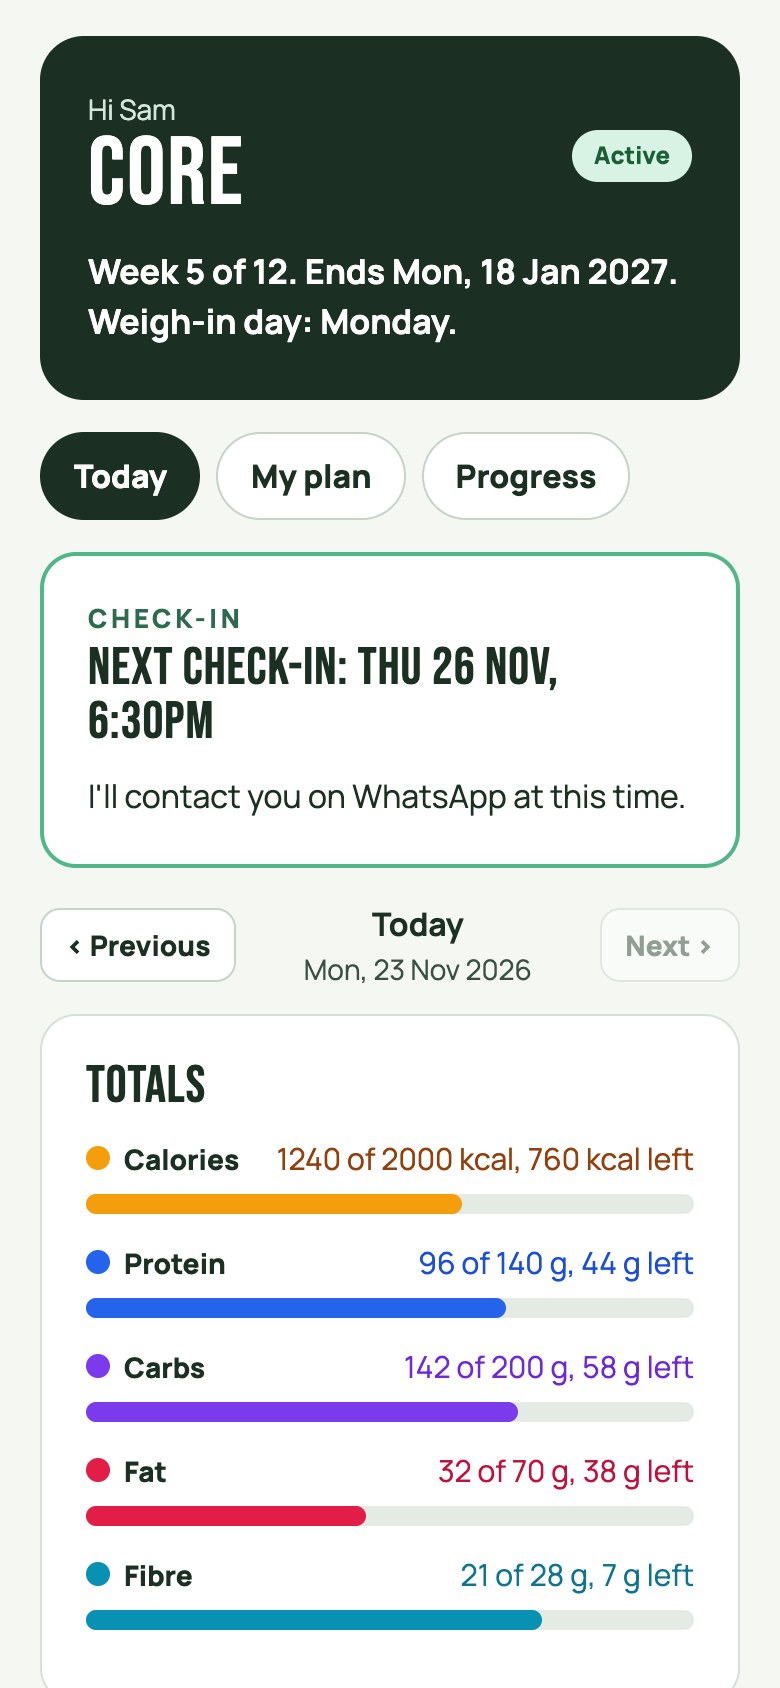 Hi Sam
CORE
Active
Week 5 of 12. Ends Mon, 18 Jan 2027.
Weigh-in day: Monday.
Today
My plan
Progress
CHECK-IN
NEXT CHECK-IN: THU 26 NOV,
6:30PM
I'll contact you on WhatsApp at this time.
‹ Previous
Today
Mon, 23 Nov 2026
Next ›
TOTALS
Calories 1240 of 2000 kcal, 760 kcal left
Protein 96 of 140 g, 44 g left
Carbs 142 of 200 g, 58 g left
Fat 32 of 70 g, 38 g left
Fibre 21 of 28 g, 7 g left